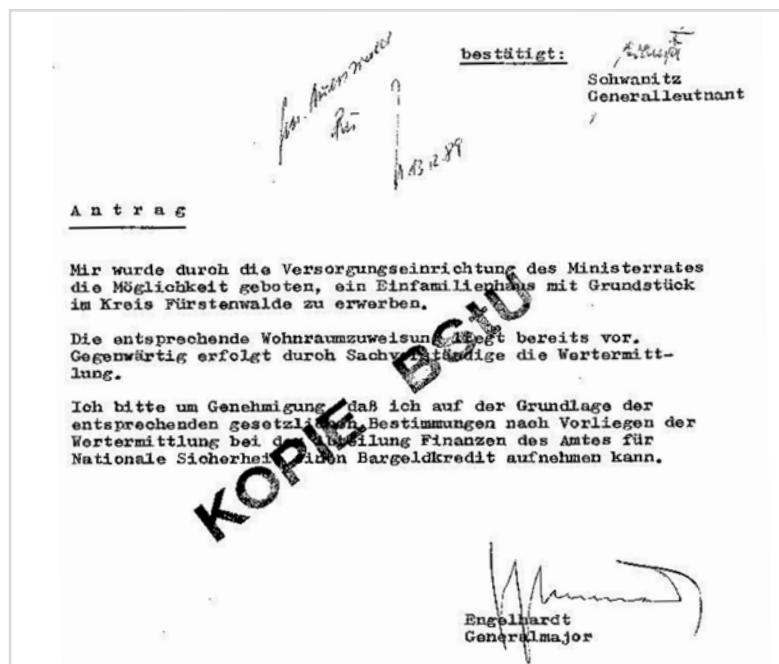 bestätigt:
Schwanitz
Generalleutnant
13.12.89
Antrag
Mir wurde durch die Versorgungseinrichtung des Ministerrates
die Möglichkeit geboten, ein Einfamilienhaus mit Grundstück
im Kreis Fürstenwalde zu erwerben.
Die entsprechende Wohnraumzuweisung liegt bereits vor.
Gegenwärtig erfolgt durch Sachverständige die Wertermitt-
lung.
Ich bitte um Genehmigung, daß ich auf der Grundlage der
entsprechenden gesetzlichen Bestimmungen nach Vorliegen der
Wertermittlung bei der Abteilung Finanzen des Amtes für
Nationale Sicherheit einen Bargeldkredit aufnehmen kann.
KOPIE BStU
Engelhardt
Generalmajor